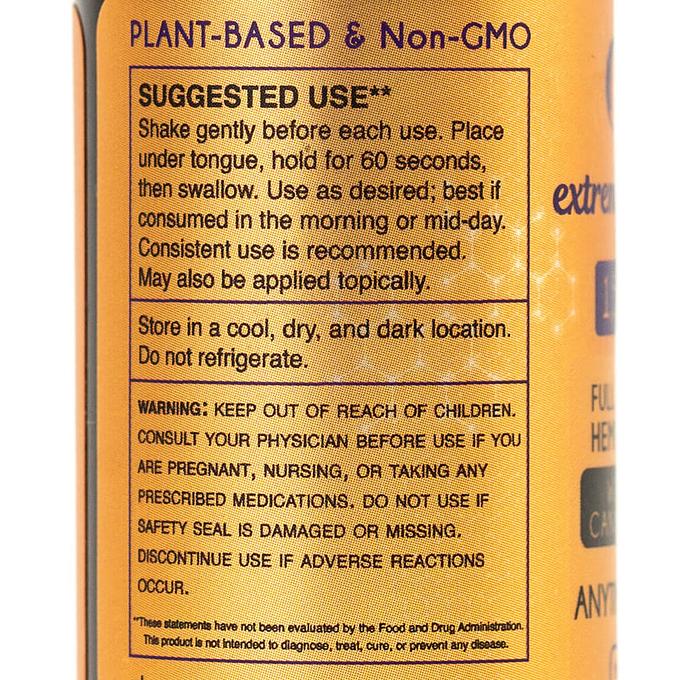 PLANT-BASED & Non-GMO
SUGGESTED USE**
Shake gently before each use. Place
under tongue, hold for 60 seconds,
then swallow. Use as desired; best if
consumed in the morning or mid-day.
Consistent use is recommended.
May also be applied topically.
Store in a cool, dry, and dark location.
Do not refrigerate.
WARNING: KEEP OUT OF REACH OF CHILDREN.
CONSULT YOUR PHYSICIAN BEFORE USE IF YOU
ARE PREGNANT, NURSING, OR TAKING ANY
PRESCRIBED MEDICATIONS. DO NOT USE IF
SAFETY SEAL IS DAMAGED OR MISSING.
DISCONTINUE USE IF ADVERSE REACTIONS
OCCUR.
**These statements have not been evaluated by the Food and Drug Administration.
This product is not intended to diagnose, treat, cure, or prevent any disease.